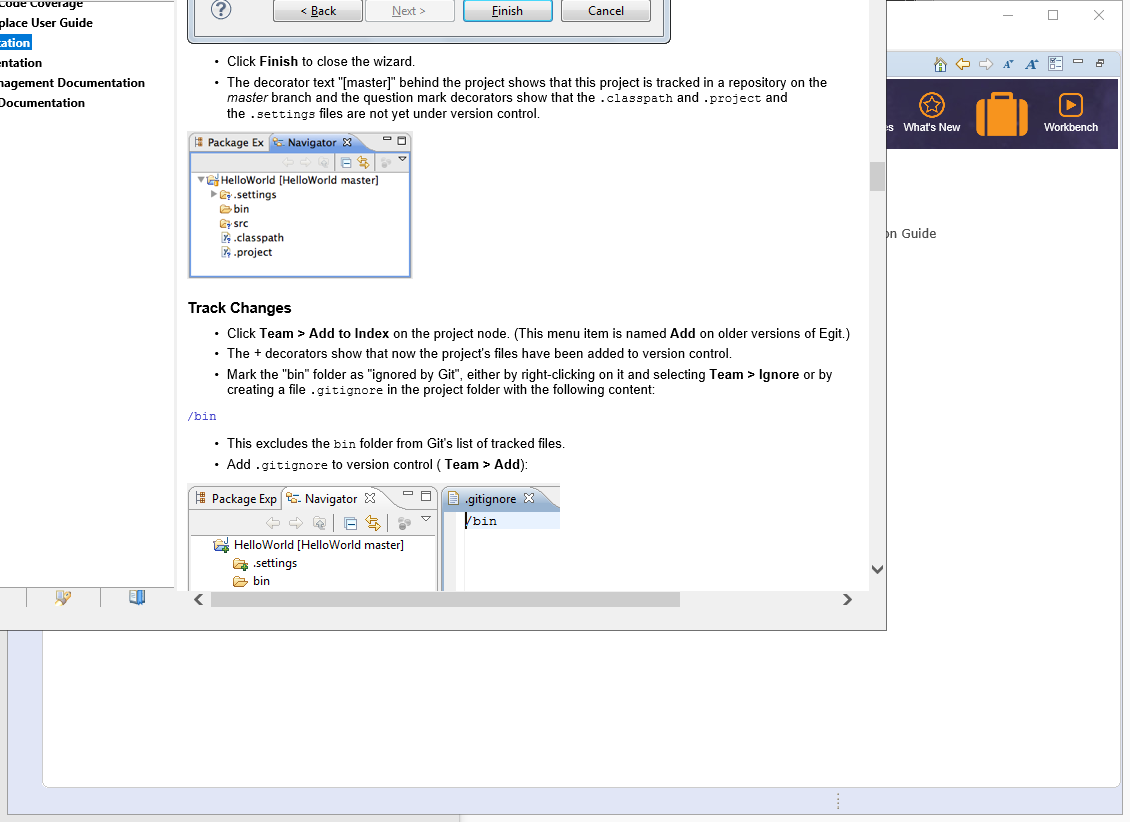 Code Coverage
place User Guide
tation
entation
nagement Documentation
Documentation
?
< Back
Next >
Finish
Cancel
• Click Finish to close the wizard.
• The decorator text "[master]" behind the project shows that this project is tracked in a repository on the
master branch and the question mark decorators show that the .classpath and .project and
the .settings files are not yet under version control.
Package Ex
Navigator
HelloWorld [HelloWorld master]
.settings
bin
src
.classpath
.project
Track Changes
• Click Team > Add to Index on the project node. (This menu item is named Add on older versions of Egit.)
• The + decorators show that now the project's files have been added to version control.
• Mark the "bin" folder as "ignored by Git", either by right-clicking on it and selecting Team > Ignore or by
creating a file .gitignore in the project folder with the following content:
/bin
• This excludes the bin folder from Git's list of tracked files.
• Add .gitignore to version control ( Team > Add):
Package Exp
Navigator
.gitignore
/bin
HelloWorld [HelloWorld master]
.settings
bin
es
What's New
Workbench
on Guide